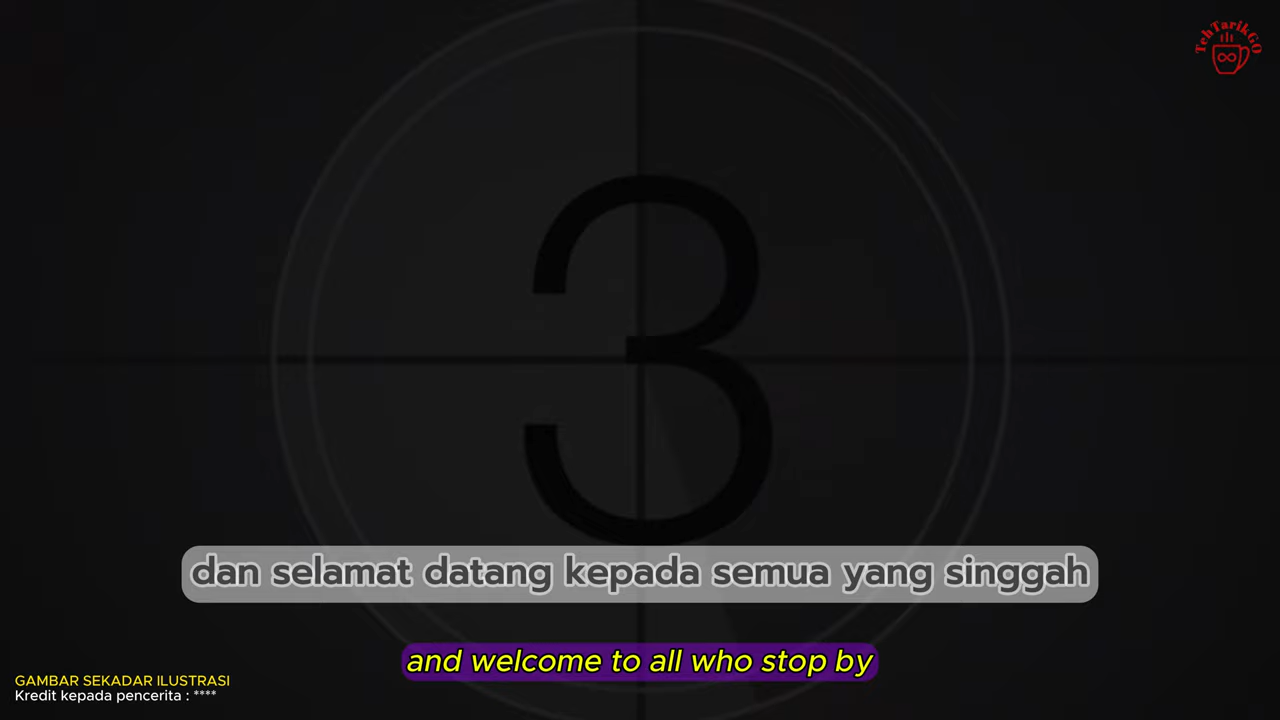 TehTarikGO
3
dan selamat datang kepada semua yang singgah
and welcome to all who stop by
GAMBAR SEKADAR ILUSTRASI
Kredit kepada pencerita : ****